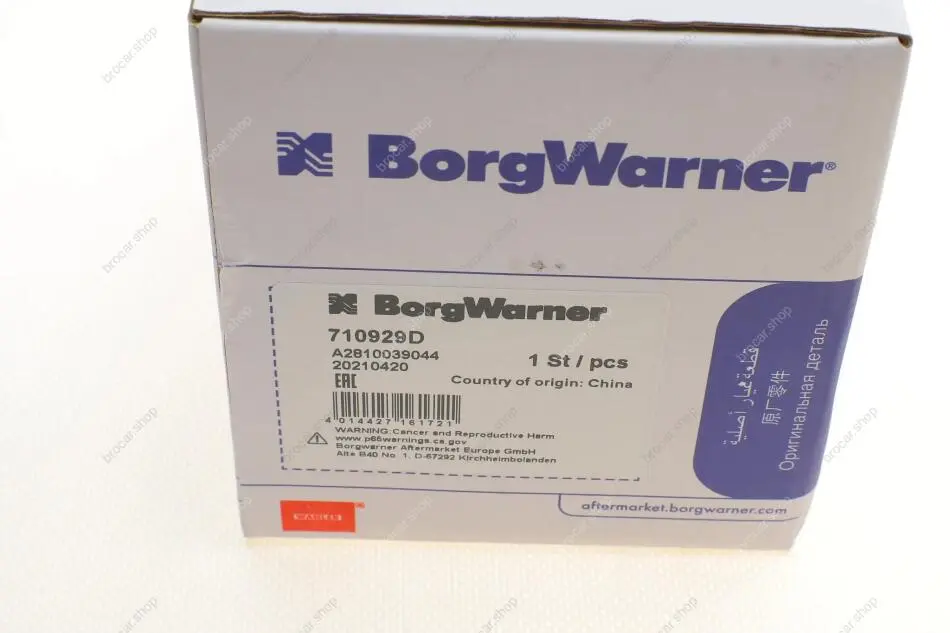 BorgWarner®
BorgWarner
710929D
A2810039044
20210420
1 St / pcs
EAC
Country of origin: China
4 014427 161721
WARNING:Cancer and Reproductive Harm
www.p65warnings.ca.gov
Borgwarner Aftermarket Europe GmbH
Alte B40 No. 1, D-67292 Kirchheimbolanden
قطعة غيار أصلية
原厂零件
Оригинальная деталь
WAHLER®
aftermarket.borgwarner.com
brocar.shop